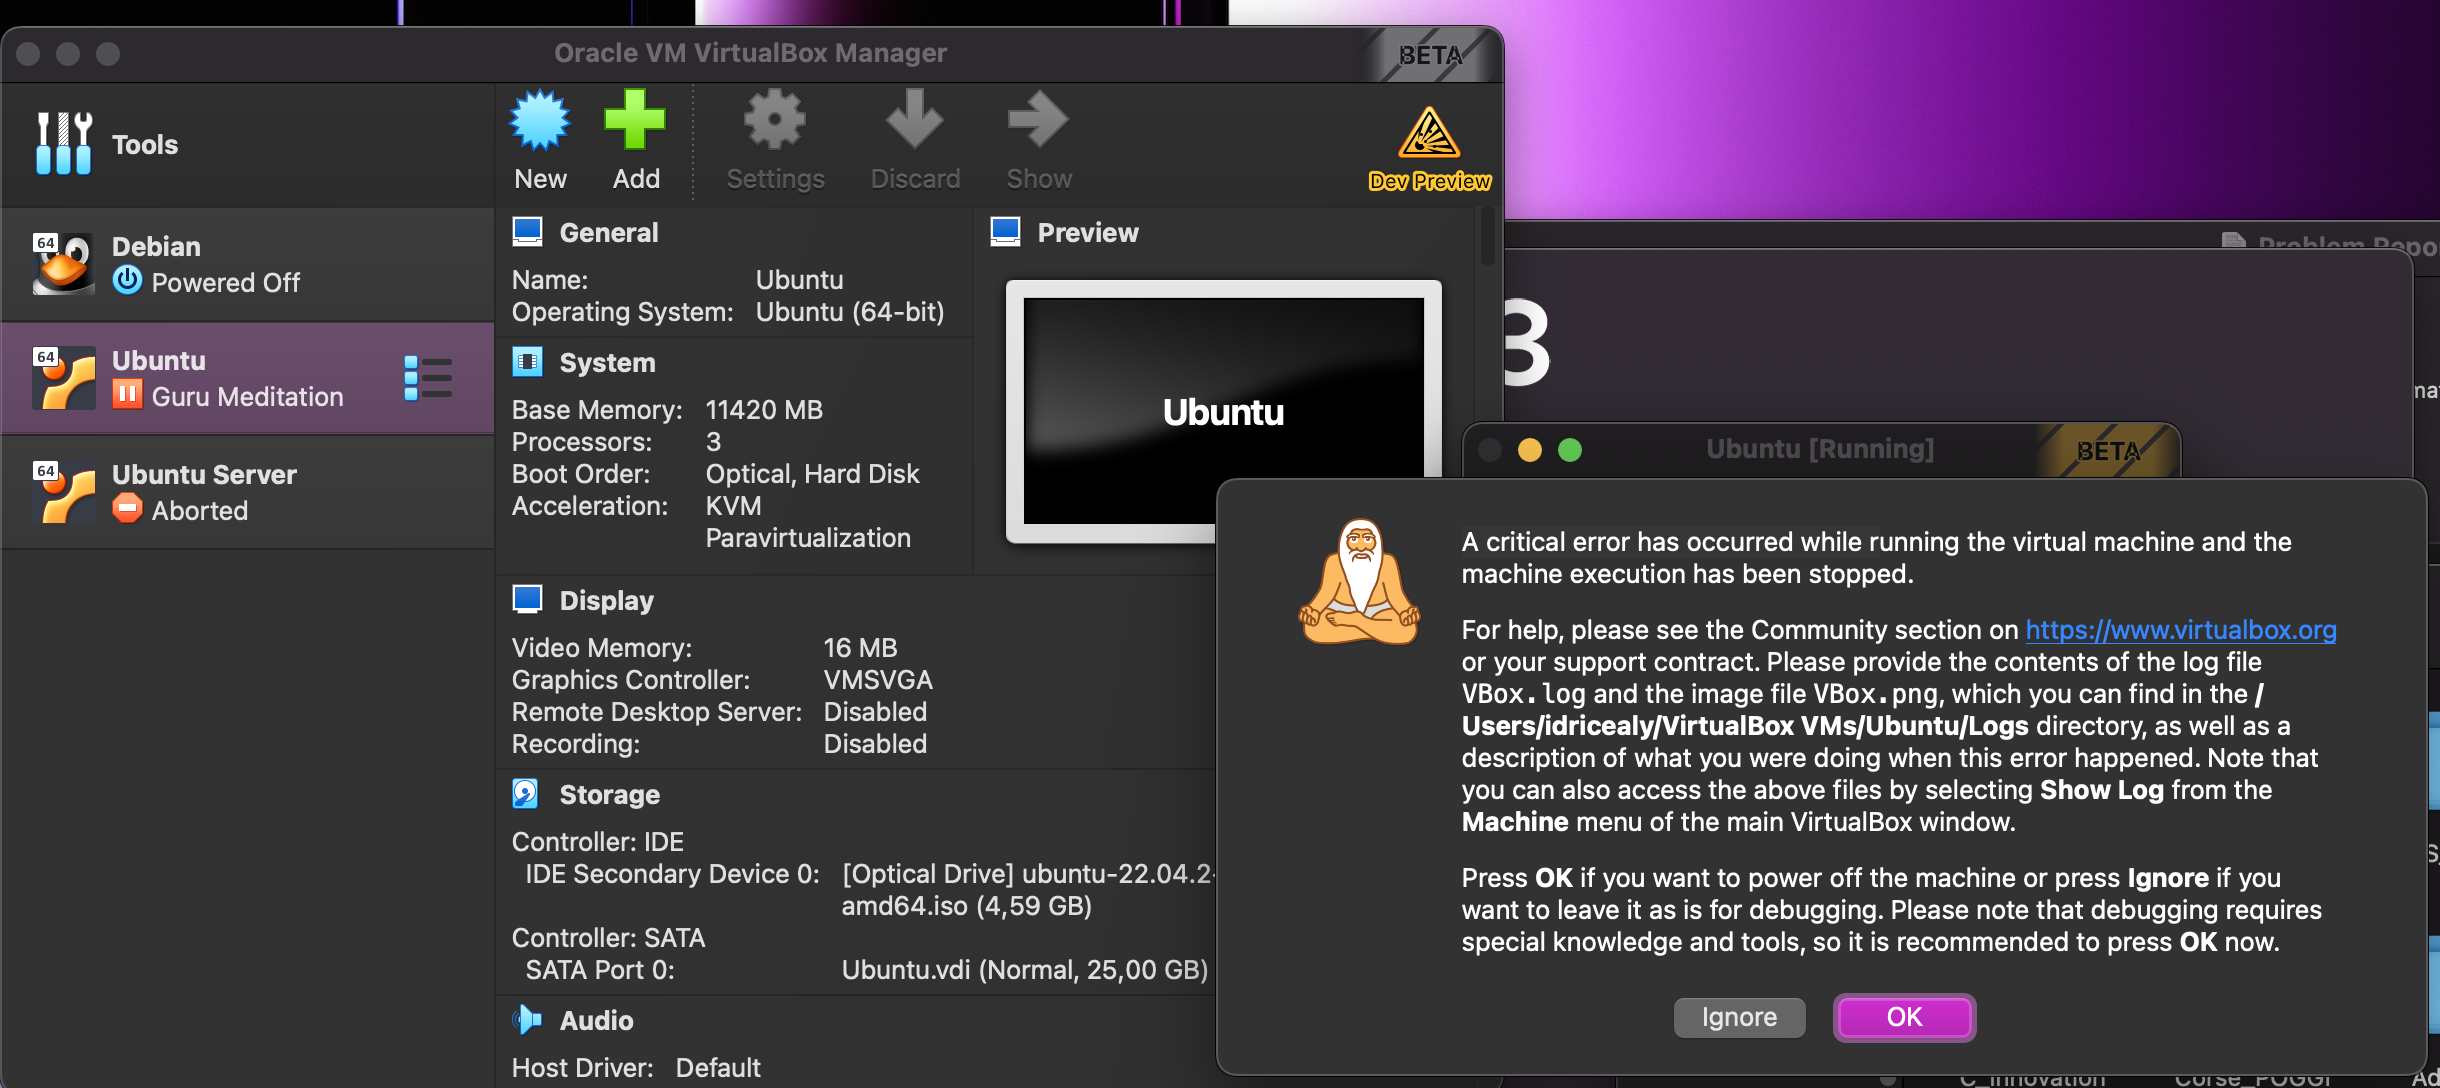 Oracle VM VirtualBox Manager
BETA
Tools
New
Add
Settings
Discard
Show
Dev Preview
64
Debian
Powered Off
64
Ubuntu
Guru Meditation
64
Ubuntu Server
Aborted
General
Name: Ubuntu
Operating System: Ubuntu (64-bit)
System
Base Memory: 11420 MB
Processors: 3
Boot Order: Optical, Hard Disk
Acceleration: KVM
Paravirtualization
Preview
Ubuntu
Display
Video Memory: 16 MB
Graphics Controller: VMSVGA
Remote Desktop Server: Disabled
Recording: Disabled
Storage
Controller: IDE
IDE Secondary Device 0: [Optical Drive] ubuntu-22.04.2-
amd64.iso (4,59 GB)
Controller: SATA
SATA Port 0: Ubuntu.vdi (Normal, 25,00 GB)
Audio
Host Driver: Default
Problem Repo
3
Ubuntu [Running]
BETA
A critical error has occurred while running the virtual machine and the
machine execution has been stopped.
For help, please see the Community section on https://www.virtualbox.org
or your support contract. Please provide the contents of the log file
VBox.log and the image file VBox.png, which you can find in the /
Users/idricealy/VirtualBox VMs/Ubuntu/Logs directory, as well as a
description of what you were doing when this error happened. Note that
you can also access the above files by selecting Show Log from the
Machine menu of the main VirtualBox window.
Press OK if you want to power off the machine or press Ignore if you
want to leave it as is for debugging. Please note that debugging requires
special knowledge and tools, so it is recommended to press OK now.
Ignore
OK
C_Innovation
Corse_POGGI